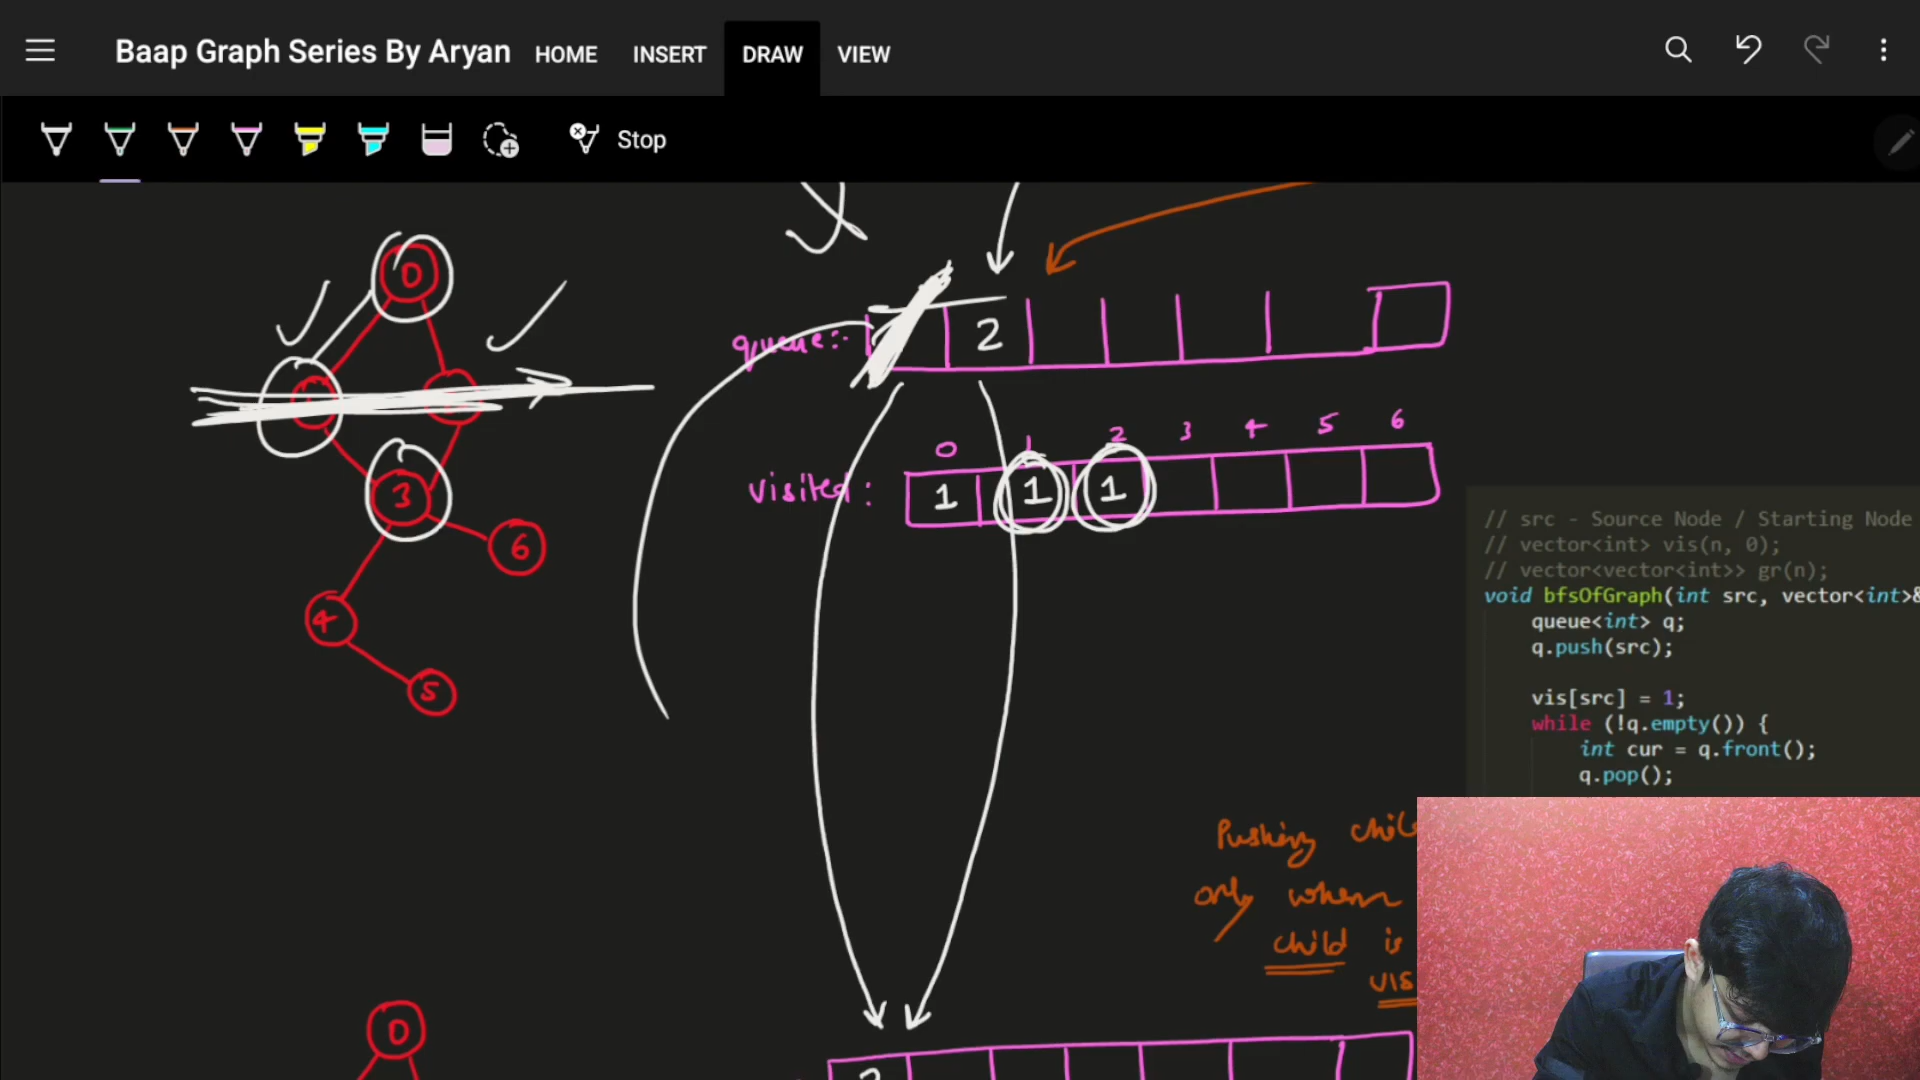 Baap Graph Series By Aryan HOME INSERT DRAW VIEW
Stop
0
queue:- 2
0 1 2 3 4 5 6
visited: 1 1 1
3
6
4
5
// src - Source Node / Starting Node
// vector<int> vis(n, 0);
// vector<vector<int>> gr(n);
void bfsOfGraph(int src, vector<int>&
queue<int> q;
q.push(src);
vis[src] = 1;
while (!q.empty()) {
int cur = q.front();
q.pop();
Pushing chil
only when
child is
vis
0